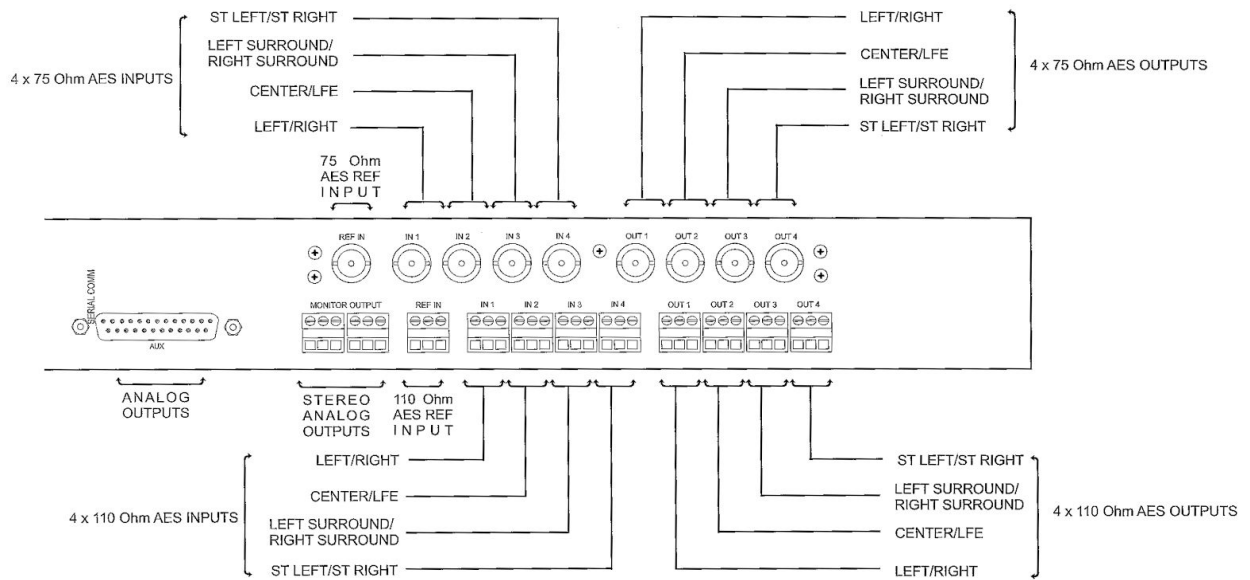 ST LEFT/ST RIGHT
LEFT SURROUND/
RIGHT SURROUND
4 x 75 Ohm AES INPUTS
CENTER/LFE
LEFT/RIGHT
LEFT/RIGHT
CENTER/LFE
4 x 75 Ohm AES OUTPUTS
LEFT SURROUND/
RIGHT SURROUND
ST LEFT/ST RIGHT
75 Ohm
AES REF
INPUT
REF IN
IN 1
IN 2
IN 3
IN 4
OUT 1
OUT 2
OUT 3
OUT 4
SERIAL COMM
AUX
MONITOR OUTPUT
REF IN
IN 1
IN 2
IN 3
IN 4
OUT 1
OUT 2
OUT 3
OUT 4
ANALOG
OUTPUTS
STEREO
ANALOG
OUTPUTS
110 Ohm
AES REF
INPUT
LEFT/RIGHT
CENTER/LFE
4 x 110 Ohm AES INPUTS
LEFT SURROUND/
RIGHT SURROUND
ST LEFT/ST RIGHT
ST LEFT/ST RIGHT
LEFT SURROUND/
RIGHT SURROUND
4 x 110 Ohm AES OUTPUTS
CENTER/LFE
LEFT/RIGHT